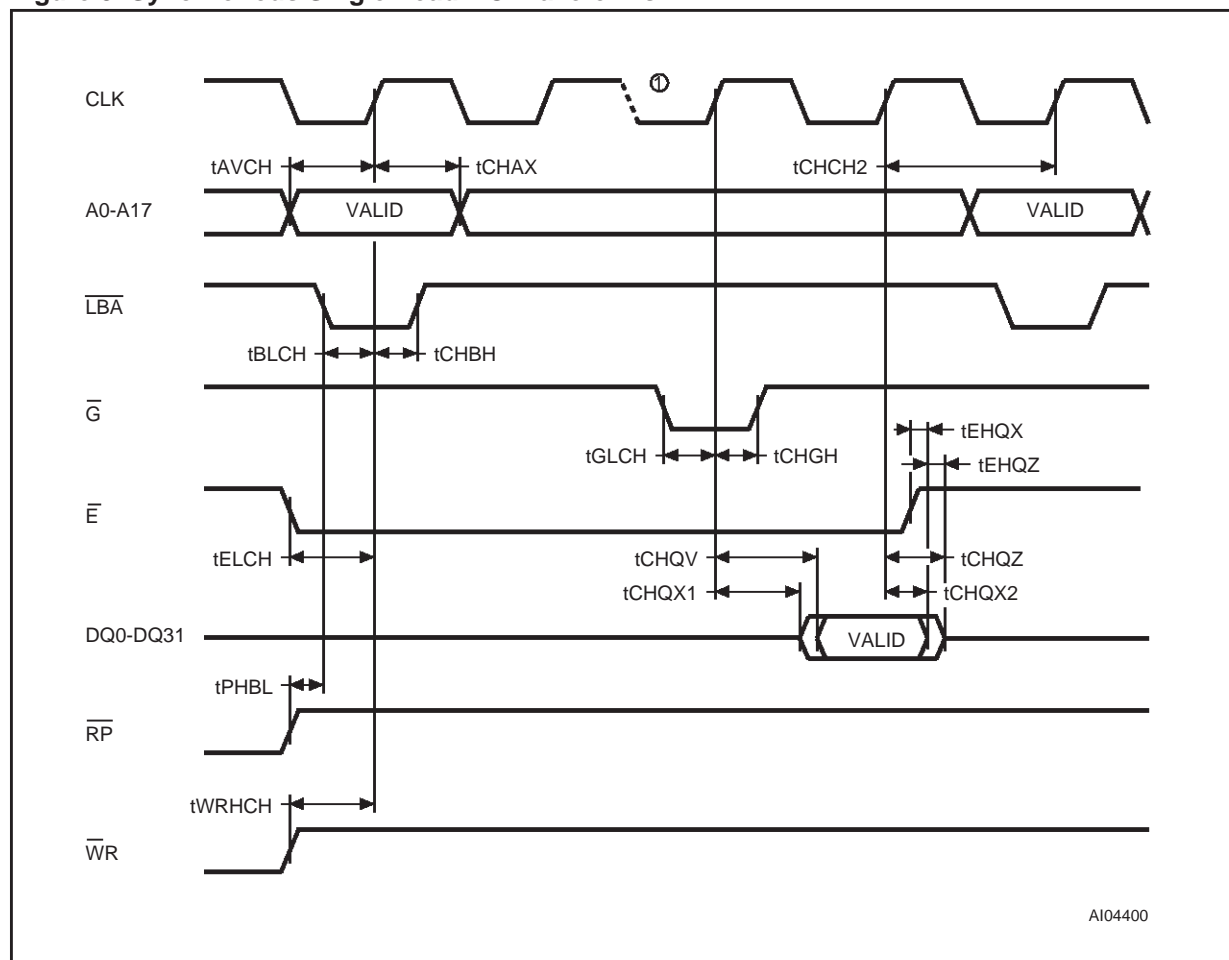 CLK
①
tAVCH
tCHAX
tCHCH2
A0-A17
VALID
VALID
LBA
tBLCH
tCHBH
G
tEHQX
tGLCH
tCHGH
tEHQZ
E
tELCH
tCHQV
tCHQZ
tCHQX1
tCHQX2
DQ0-DQ31
VALID
tPHBL
RP
tWRHCH
WR
AI04400